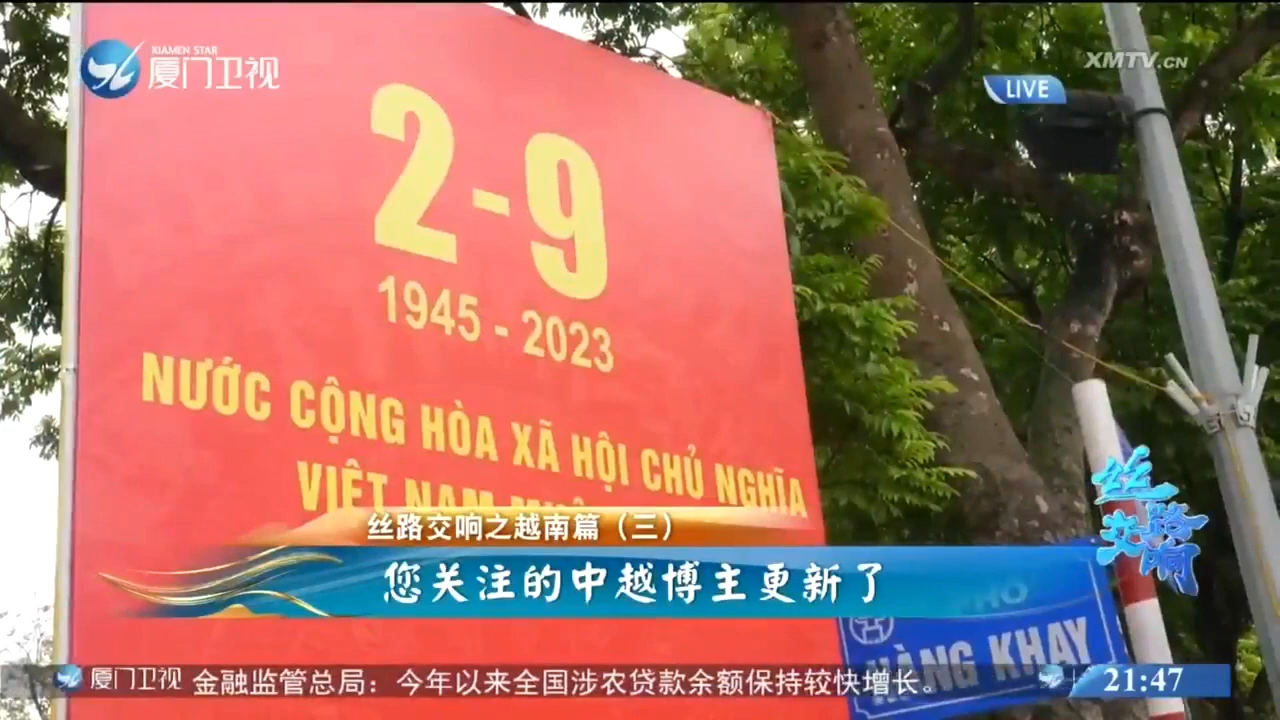 XIAMEN STAR
厦门卫视
XMTV.CN
LIVE
2-9
1945 - 2023
NƯỚC CỘNG HÒA XÃ HỘI CHỦ NGHĨA
VIỆT NAM
丝路交响之越南篇（三）
您关注的中越博主更新了
丝路交响
PHỐ
HÀNG KHAY
厦门卫视 金融监管总局：今年以来全国涉农贷款余额保持较快增长。
21:47